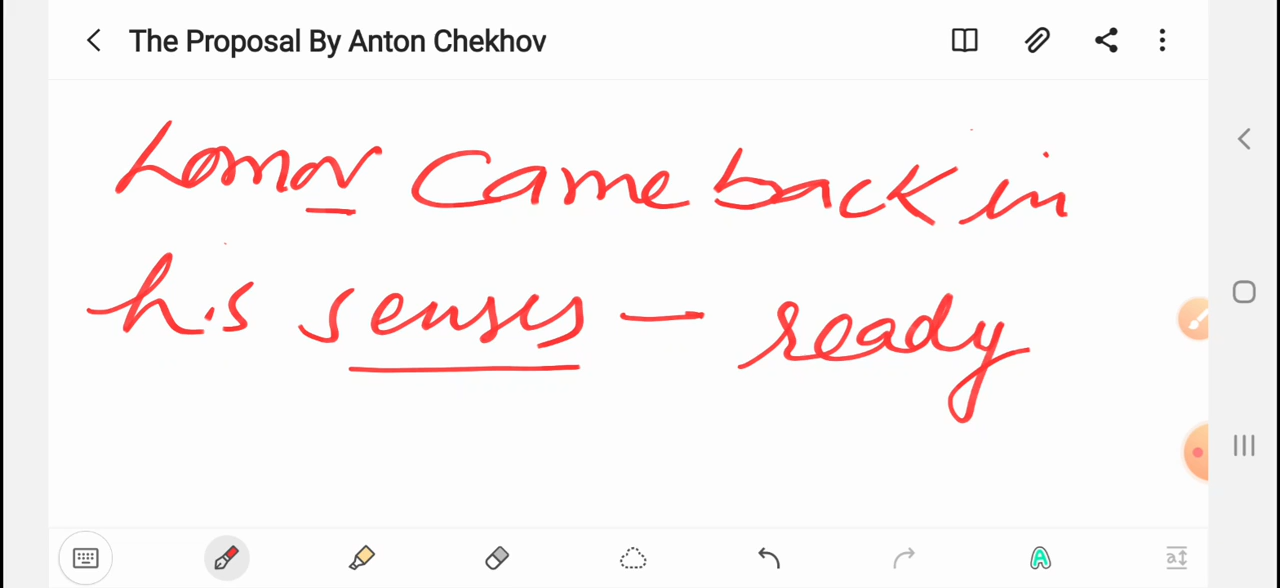 The Proposal By Anton Chekhov
Lomov came back in
his senses — ready